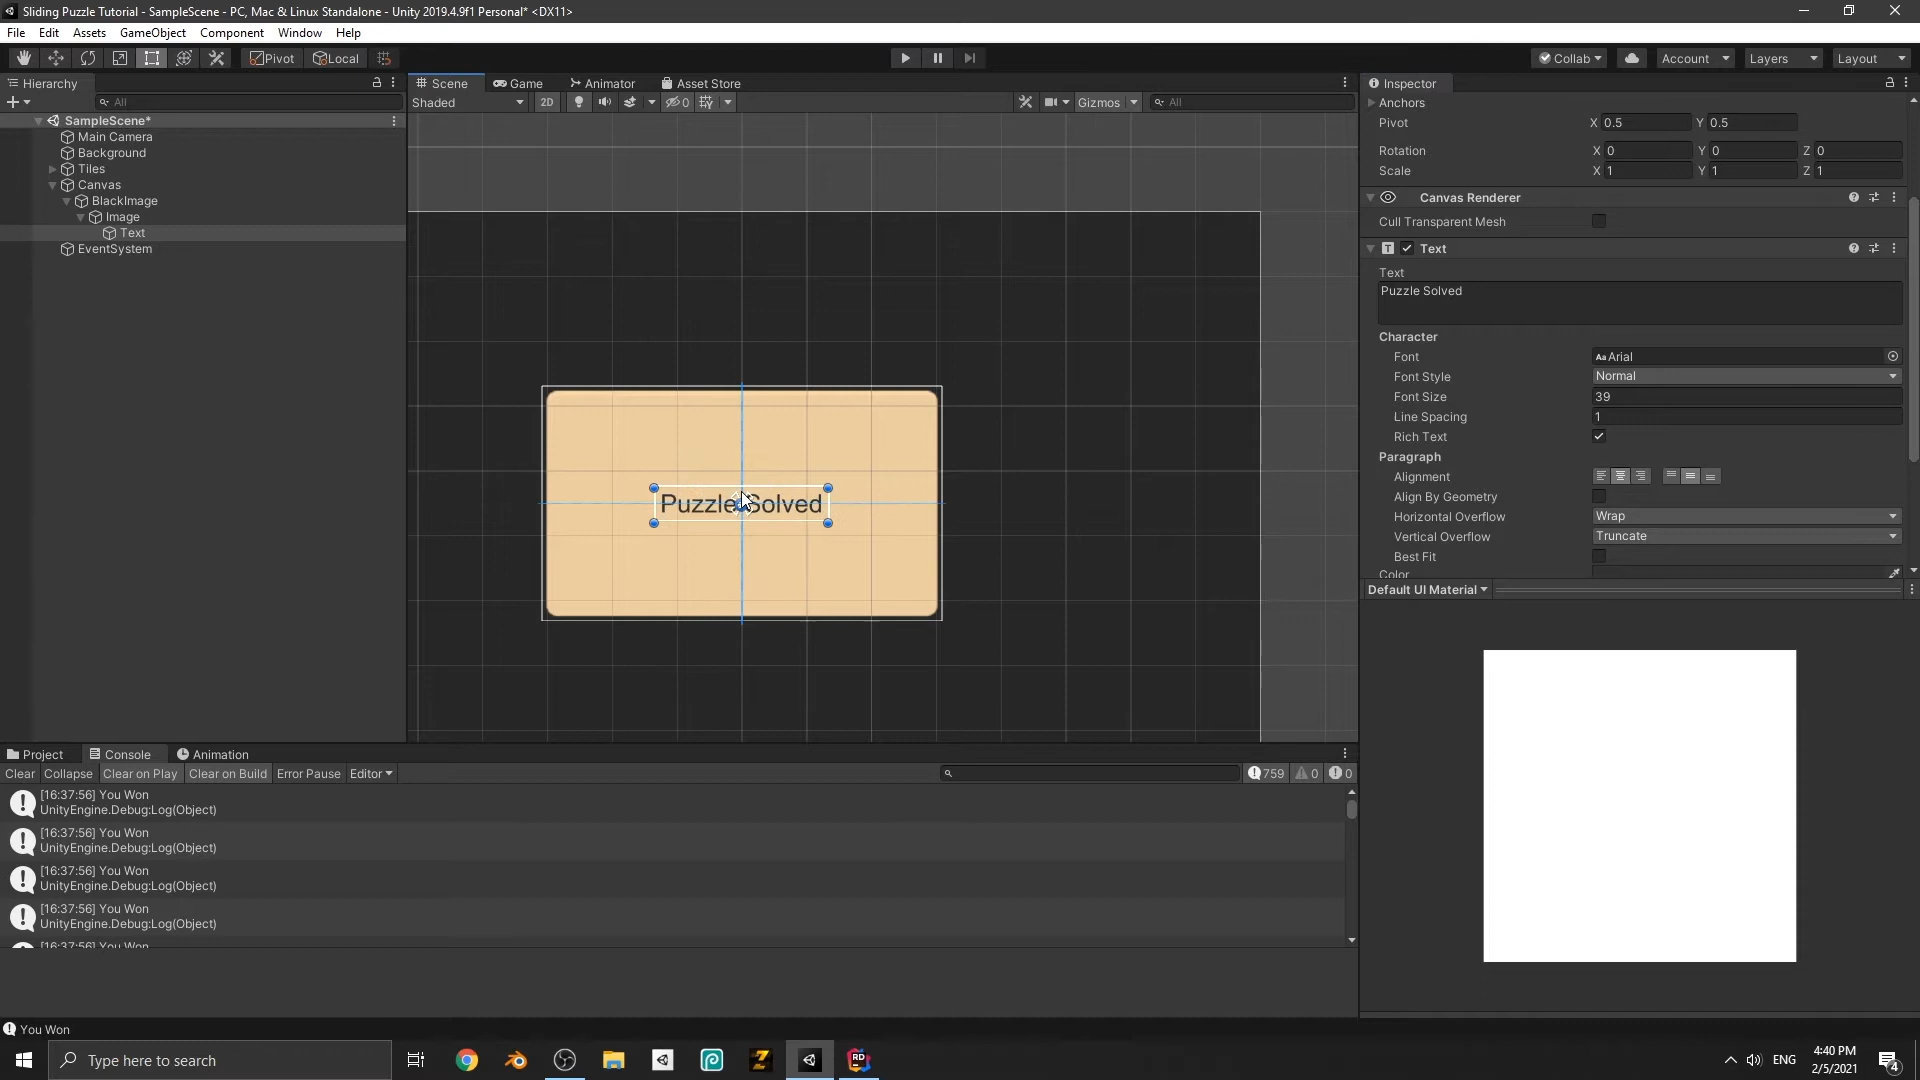 Sliding Puzzle Tutorial - SampleScene - PC, Mac & Linux Standalone - Unity 2019.4.9f1 Personal* <DX11>
File Edit Assets GameObject Component Window Help
Pivot Local Collab Account Layers Layout
Hierarchy
All
SampleScene*
Main Camera
Background
Tiles
Canvas
BlackImage
Image
Text
EventSystem
Scene Game Animator Asset Store
Shaded 2D 0 Gizmos All
Puzzle Solved
Inspector
Anchors
Pivot X 0.5 Y 0.5
Rotation X 0 Y 0 Z 0
Scale X 1 Y 1 Z 1
Canvas Renderer
Cull Transparent Mesh
Text
Text
Puzzle Solved
Character
Font Aa Arial
Font Style Normal
Font Size 39
Line Spacing 1
Rich Text
Paragraph
Alignment
Align By Geometry
Horizontal Overflow Wrap
Vertical Overflow Truncate
Best Fit
Color
Default UI Material
Project Console Animation
Clear Collapse Clear on Play Clear on Build Error Pause Editor 759 0 0
[16:37:56] You Won
UnityEngine.Debug:Log(Object)
[16:37:56] You Won
UnityEngine.Debug:Log(Object)
[16:37:56] You Won
UnityEngine.Debug:Log(Object)
[16:37:56] You Won
UnityEngine.Debug:Log(Object)
[16:37:56] You Won
You Won
Type here to search
RD
ENG
4:40 PM
2/5/2021
4